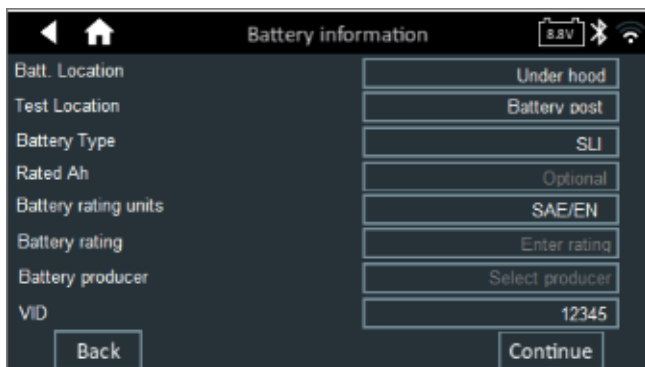 Battery information 8.8V
Batt. Location Under hood
Test Location Battery post
Battery Type SLI
Rated Ah Optional
Battery rating units SAE/EN
Battery rating Enter rating
Battery producer Select producer
VID 12345
Back Continue